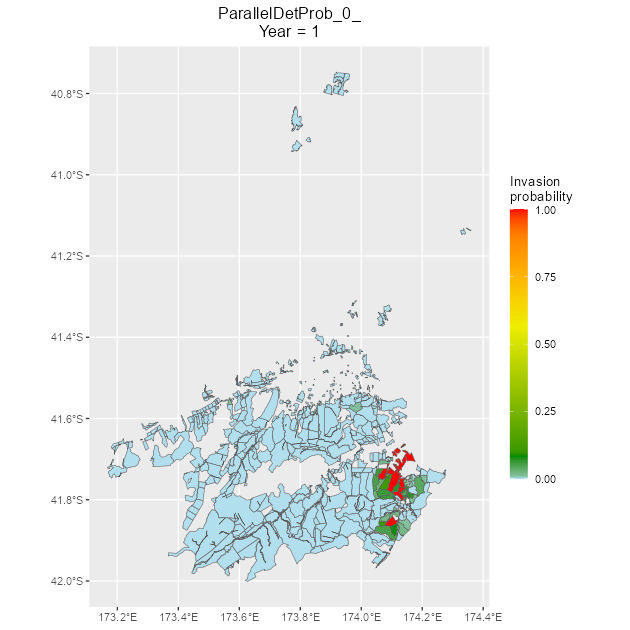 ParallelDetProb_0_
Year = 1
40.8°S
41.0°S
41.2°S
41.4°S
41.6°S
41.8°S
42.0°S
173.2°E 173.4°E 173.6°E 173.8°E 174.0°E 174.2°E 174.4°E
Invasion
probability
1.00
0.75
0.50
0.25
0.00